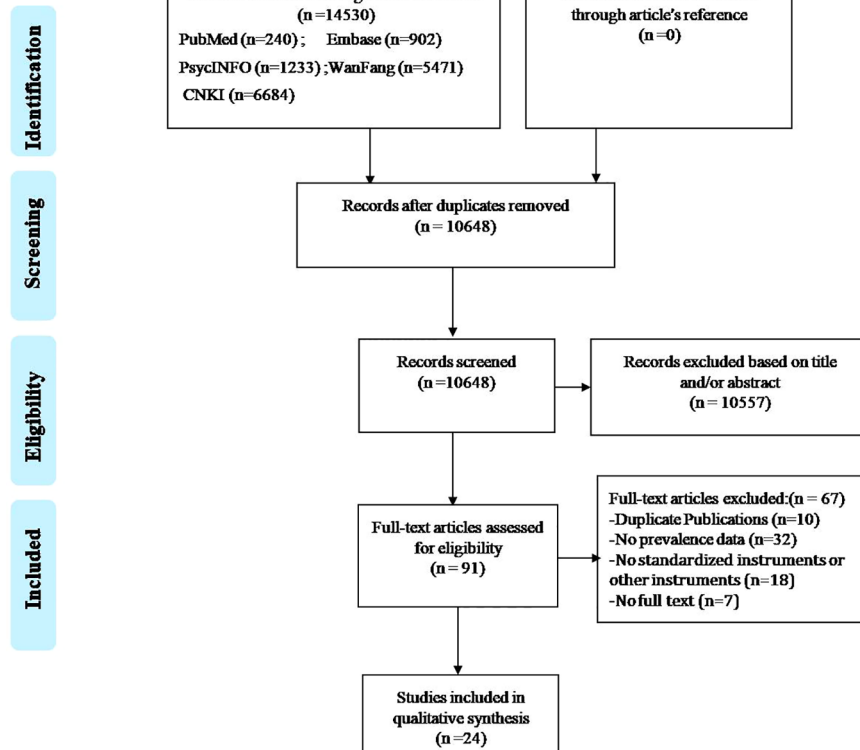 (n =14530)
PubMed (n=240) ; Embase (n=902)
PsycINFO (n=1233) ;WanFang (n=5471)
CNKI (n=6684)
through article's reference
(n =0)
Identification
Records after duplicates removed
(n = 10648)
Screening
Records screened
(n =10648)
Records excluded based on title
and/or abstract
(n = 10557)
Eligibility
Full-text articles assessed
for eligibility
(n = 91)
Full-text articles excluded:(n = 67)
-Duplicate Publications (n=10)
-No prevalence data (n=32)
-No standardized instruments or
other instruments (n=18)
-No full text (n=7)
Included
Studies included in
qualitative synthesis
(n =24)